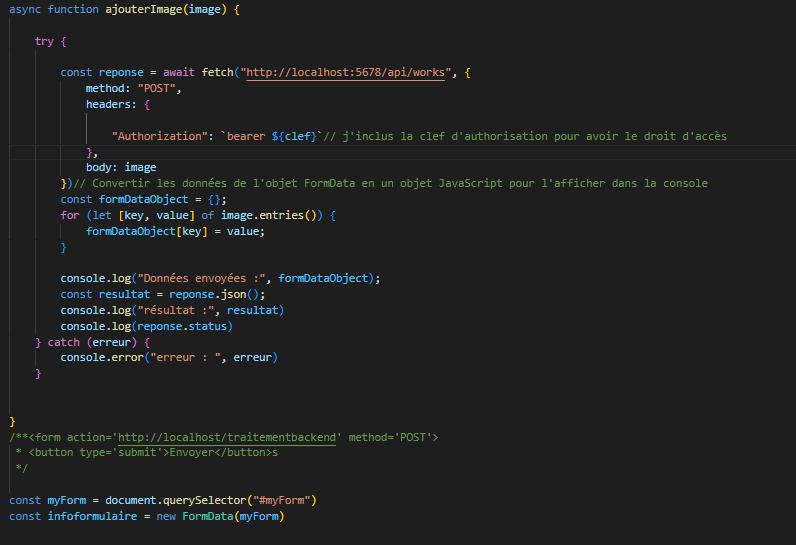 async function ajouterImage(image) {
try {
const reponse = await fetch("http://localhost:5678/api/works", {
method: "POST",
headers: {
"Authorization": `bearer ${clef}`// j'inclus la clef d'authorisation pour avoir le droit d'accès
},
body: image
})// Convertir les données de l'objet FormData en un objet JavaScript pour l'afficher dans la console
const formDataObject = {};
for (let [key, value] of image.entries()) {
formDataObject[key] = value;
}
console.log("Données envoyées :", formDataObject);
const resultat = reponse.json();
console.log("résultat :", resultat)
console.log(reponse.status)
} catch (erreur) {
console.error("erreur : ", erreur)
}
}
/**<form action='http://localhost/traitementbackend' method='POST'>
* <button type='submit'>Envoyer</button>s
*/
const myForm = document.querySelector("#myForm")
const infoformulaire = new FormData(myForm)